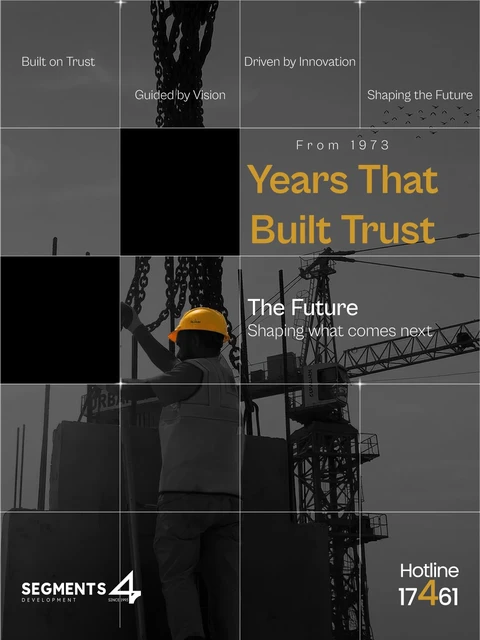 Built on Trust
Guided by Vision
Driven by Innovation
Shaping the Future
From 1973
Years That
Built Trust
The Future
Shaping what comes next
SEGMENTS 4
DEVELOPMENT
Hotline
17461